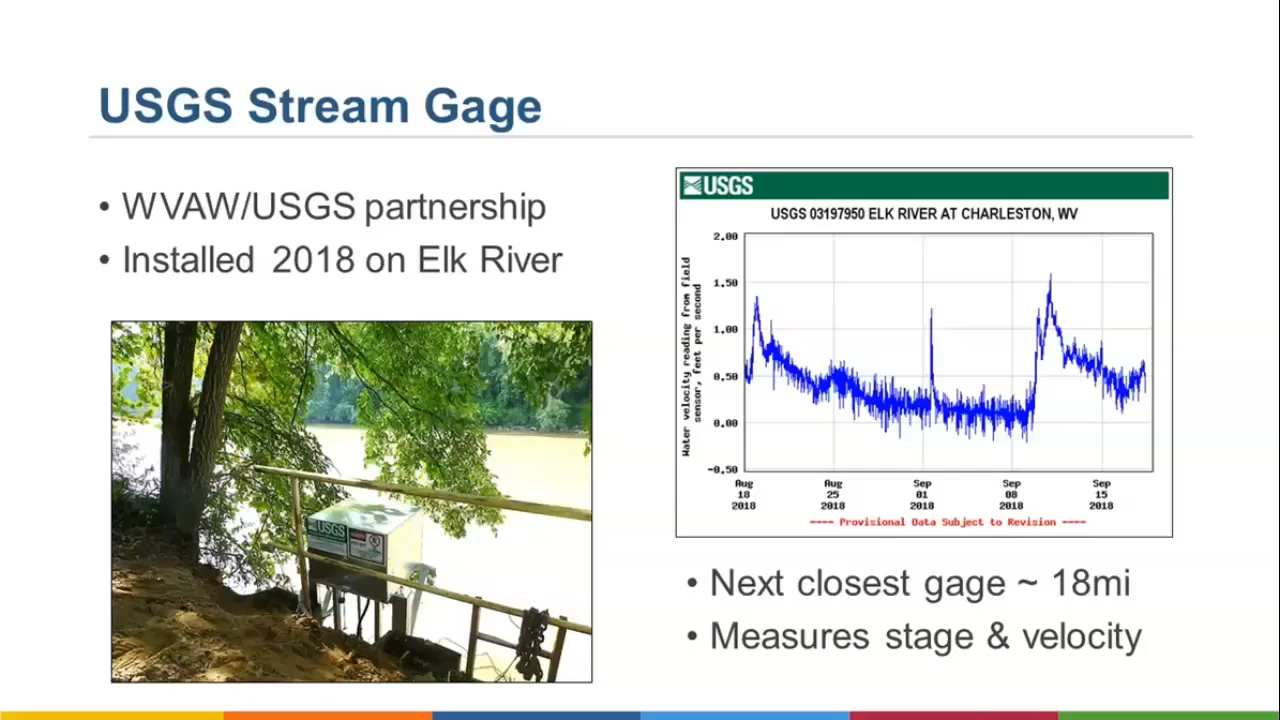 USGS Stream Gage
• WVAW/USGS partnership
• Installed 2018 on Elk River
USGS
USGS
USGS 03197950 ELK RIVER AT CHARLESTON, WV
Water velocity reading from field
sensor, feet per second
2.00
1.50
1.00
0.50
0.00
-0.50
Aug
18
2018
Aug
25
2018
Sep
01
2018
Sep
08
2018
Sep
15
2018
---- Provisional Data Subject to Revision ----
• Next closest gage ~ 18mi
• Measures stage & velocity